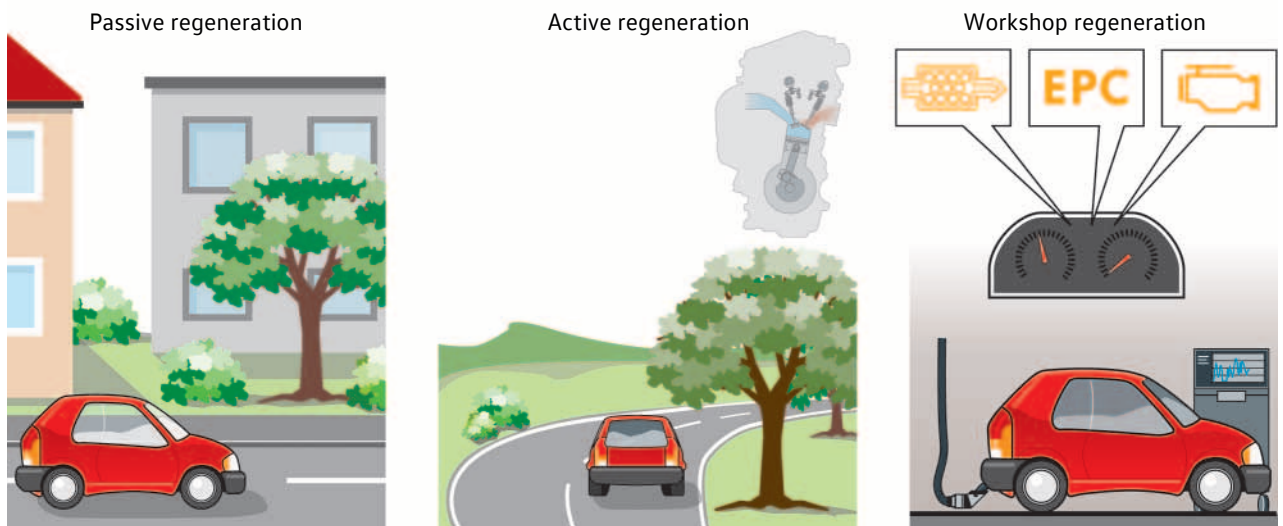 Passive regeneration
Active regeneration
Workshop regeneration
EPC